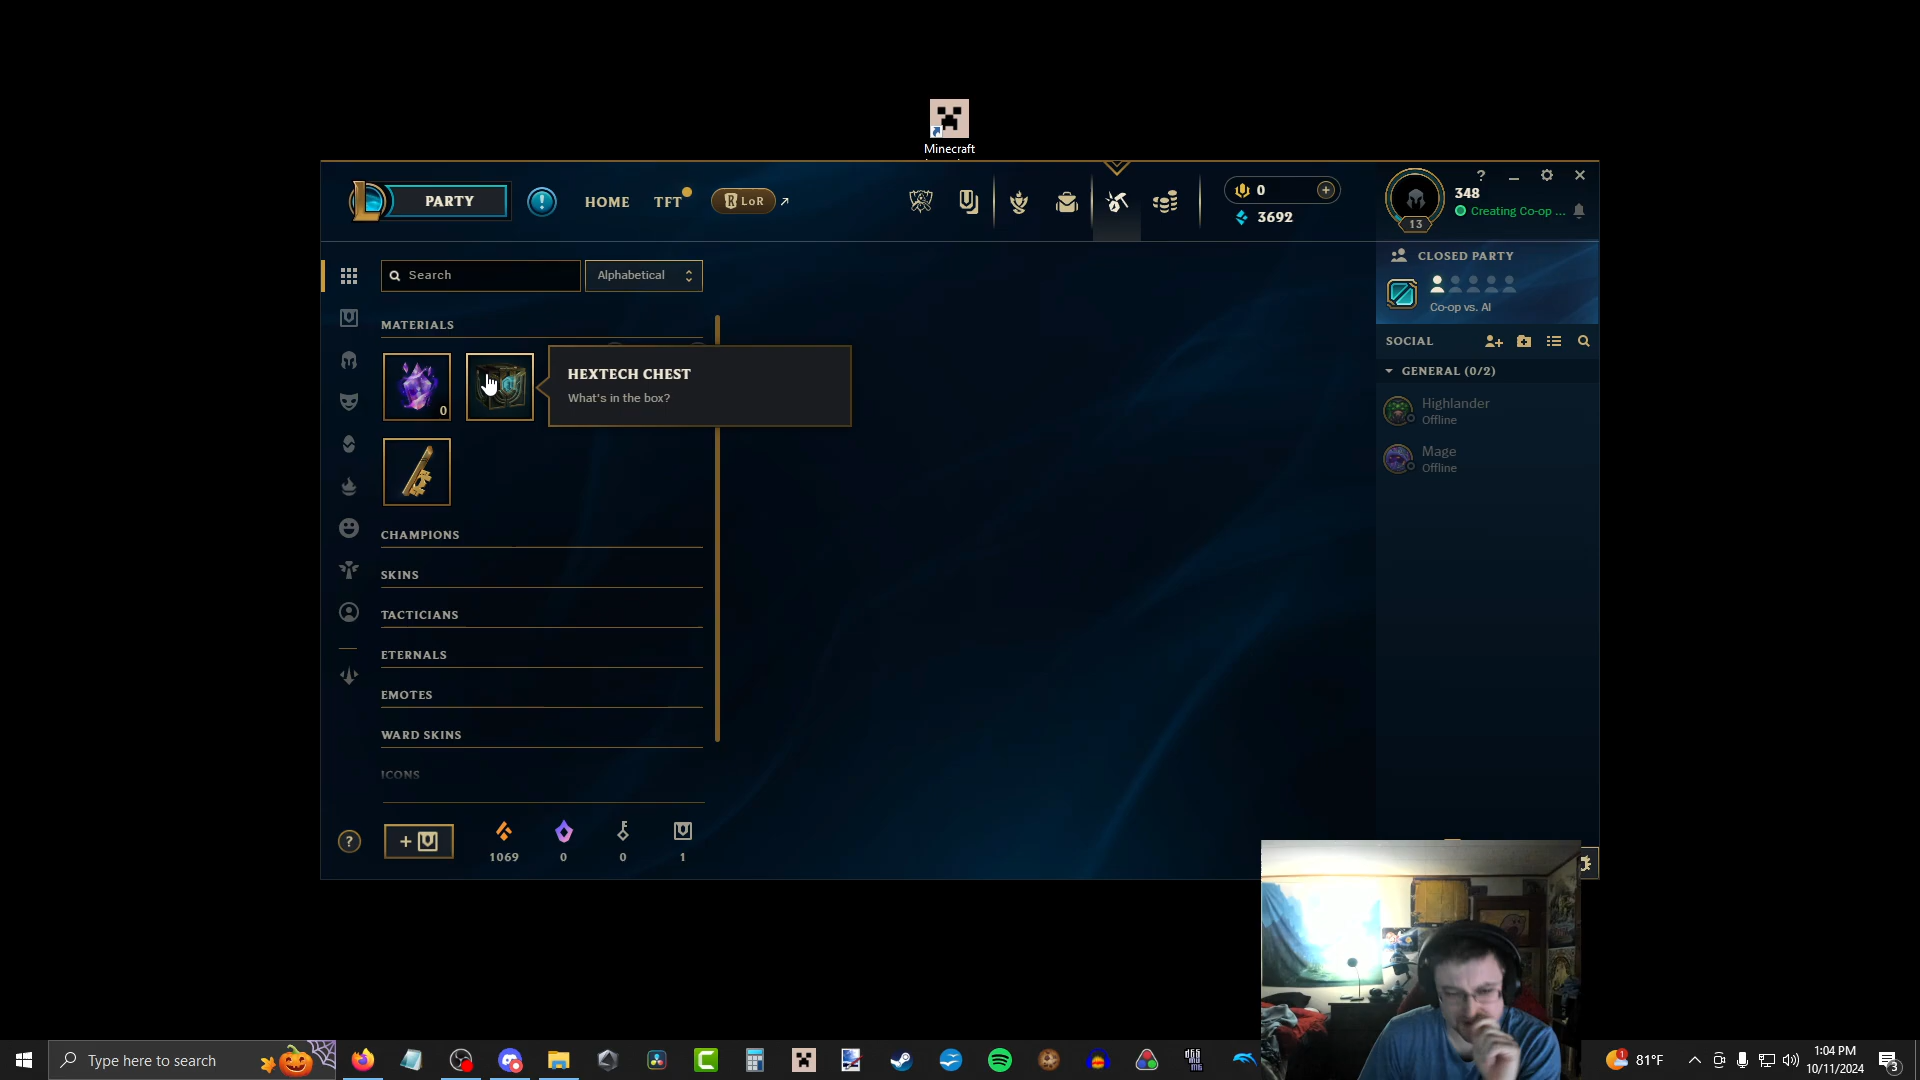 Minecraft
PARTY
HOME
TFT
LoR
0
3692
348
Creating Co-op ...
13
CLOSED PARTY
Co-op vs. AI
SOCIAL
GENERAL (0/2)
Highlander
Offline
Mage
Offline
Search
Alphabetical
MATERIALS
0
HEXTECH CHEST
What's in the box?
CHAMPIONS
SKINS
TACTICIANS
ETERNALS
EMOTES
WARD SKINS
ICONS
1069
0
0
1
Type here to search
81°F
1:04 PM
10/11/2024
3